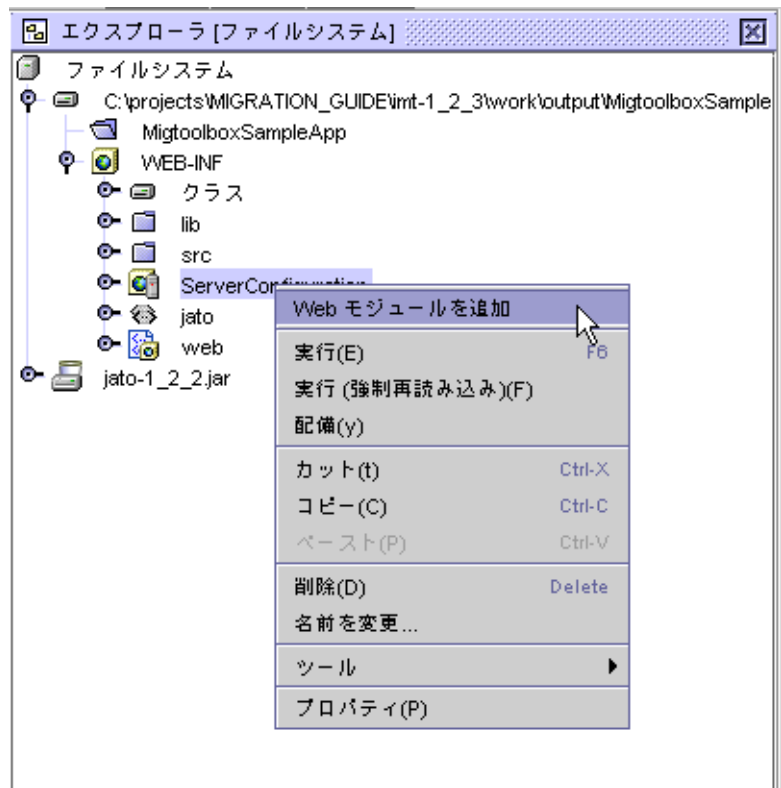 エクスプローラ [ファイルシステム]
ファイルシステム
C:\projects\MIGRATION_GUIDE\imt-1_2_3\work\output\MigtoolboxSample
MigtoolboxSampleApp
WEB-INF
クラス
lib
src
ServerConfiguration
jato
web
jato-1_2_2.jar
Web モジュールを追加
実行(E) F6
実行 (強制再読み込み)(F)
配備(y)
カット(t) Ctrl-X
コピー(C) Ctrl-C
ペースト(P) Ctrl-V
削除(D) Delete
名前を変更...
ツール
プロパティ(P)